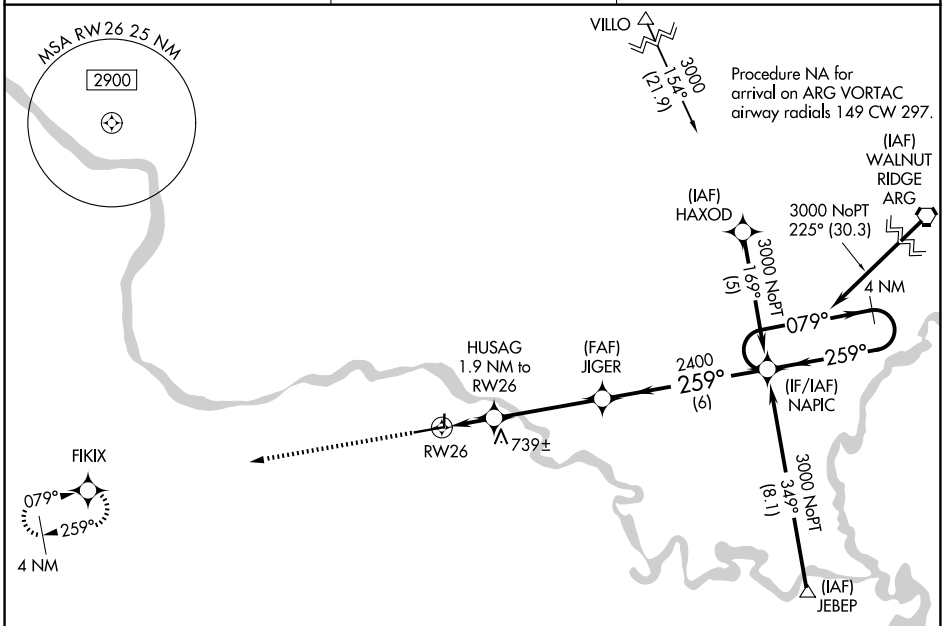 MSA RW 26 25 NM
2900
VILLO
3000
154°
(21.9)
Procedure NA for
arrival on ARG VORTAC
airway radials 149 CW 297.
(IAF)
WALNUT
RIDGE
ARG
3000 NoPT
225° (30.3)
(IAF)
HAXOD
3000 NoPT
169°
(5)
4 NM
079°
259°
(IF/IAF)
NAPIC
HUSAG
1.9 NM to
RW26
(FAF)
JIGER
2400
259°
(6)
RW26
739±
FIKIX
079°
259°
4 NM
3000 NoPT
349°
(8.1)
(IAF)
JEBEP